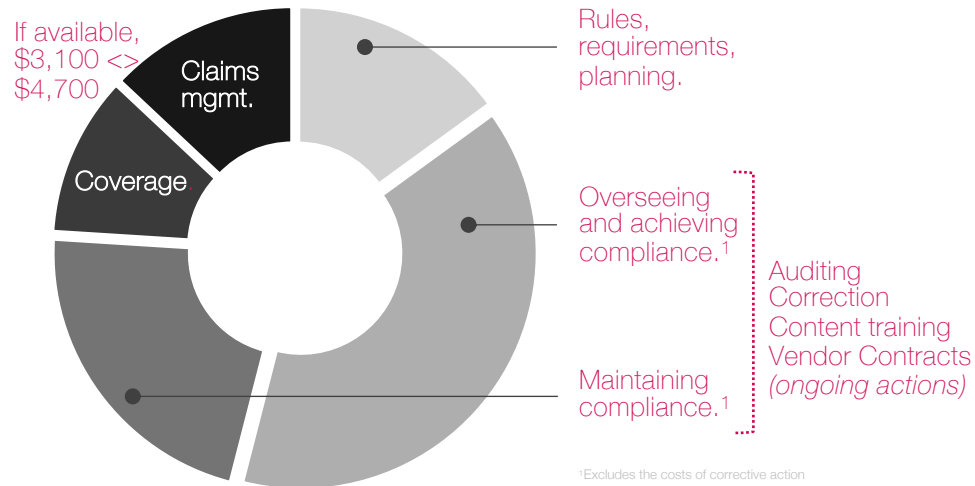 If available,
$3,100 <>
$4,700
Claims
mgmt.
Coverage.
Rules,
requirements,
planning.
Overseeing
and achieving
compliance.¹
Maintaining
compliance.¹
Auditing
Correction
Content training
Vendor Contracts
(ongoing actions)
¹Excludes the costs of corrective action